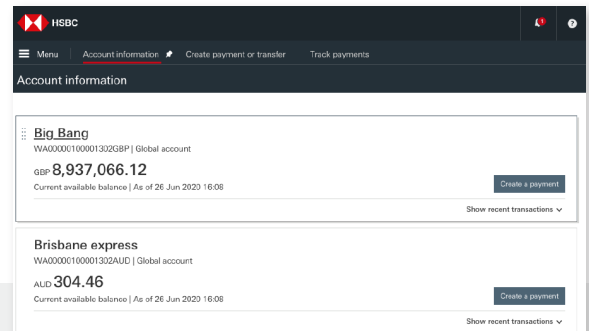 HSBC
1
?
Menu
Account information
Create payment or transfer
Track payments
Account information
Big Bang
WA00000100001302GBP | Global account
GBP 8,937,066.12
Current available balance | As of 26 Jun 2020 16:08
Create a payment
Show recent transactions
Brisbane express
WA00000100001302AUD | Global account
AUD 304.46
Current available balance | As of 26 Jun 2020 16:08
Create a payment
Show recent transactions